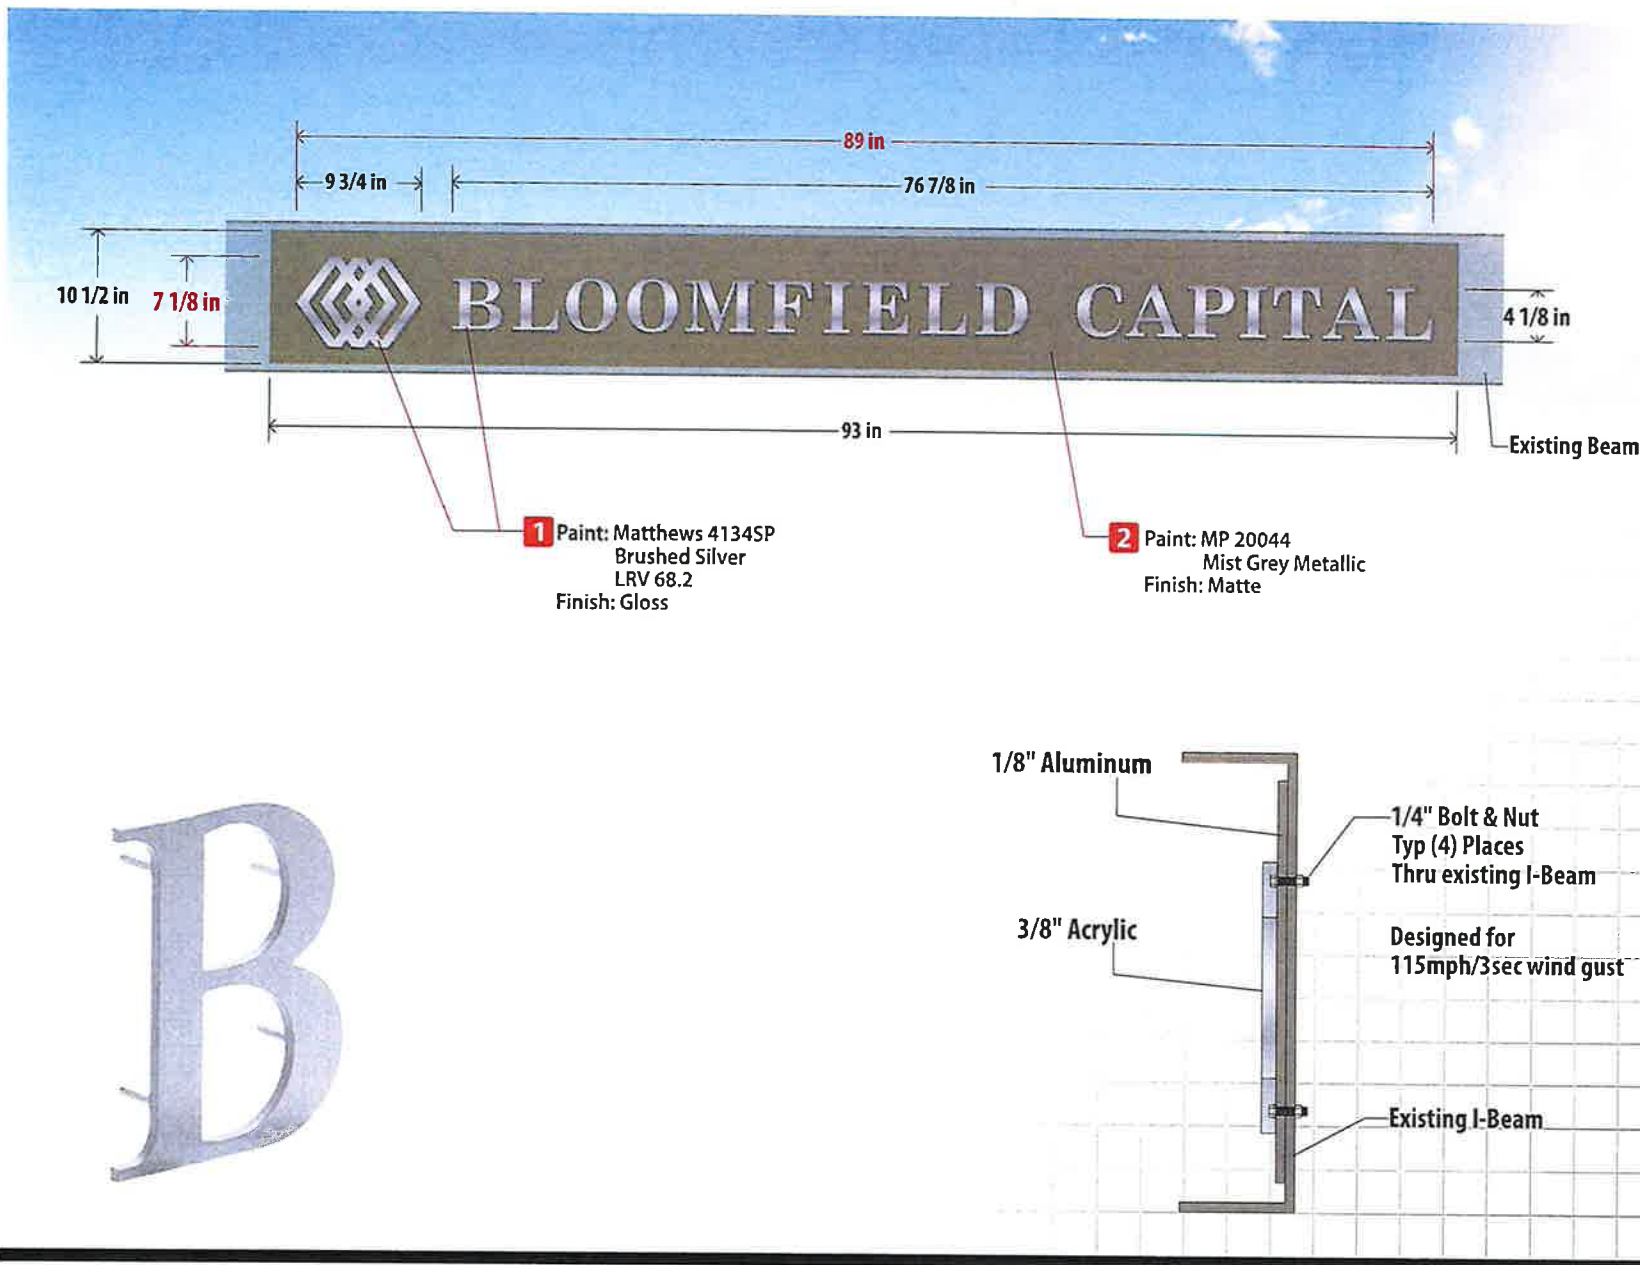 89 in
9 3/4 in
76 7/8 in
10 1/2 in
7 1/8 in
BLOOMFIELD CAPITAL
4 1/8 in
93 in
Existing Beam
1 Paint: Matthews 4134SP
Brushed Silver
LRV 68.2
Finish: Gloss
2 Paint: MP 20044
Mist Grey Metallic
Finish: Matte
1/8" Aluminum
1/4" Bolt & Nut
Typ (4) Places
Thru existing I-Beam
3/8" Acrylic
Designed for
115mph/3sec wind gust
Existing I-Beam
B